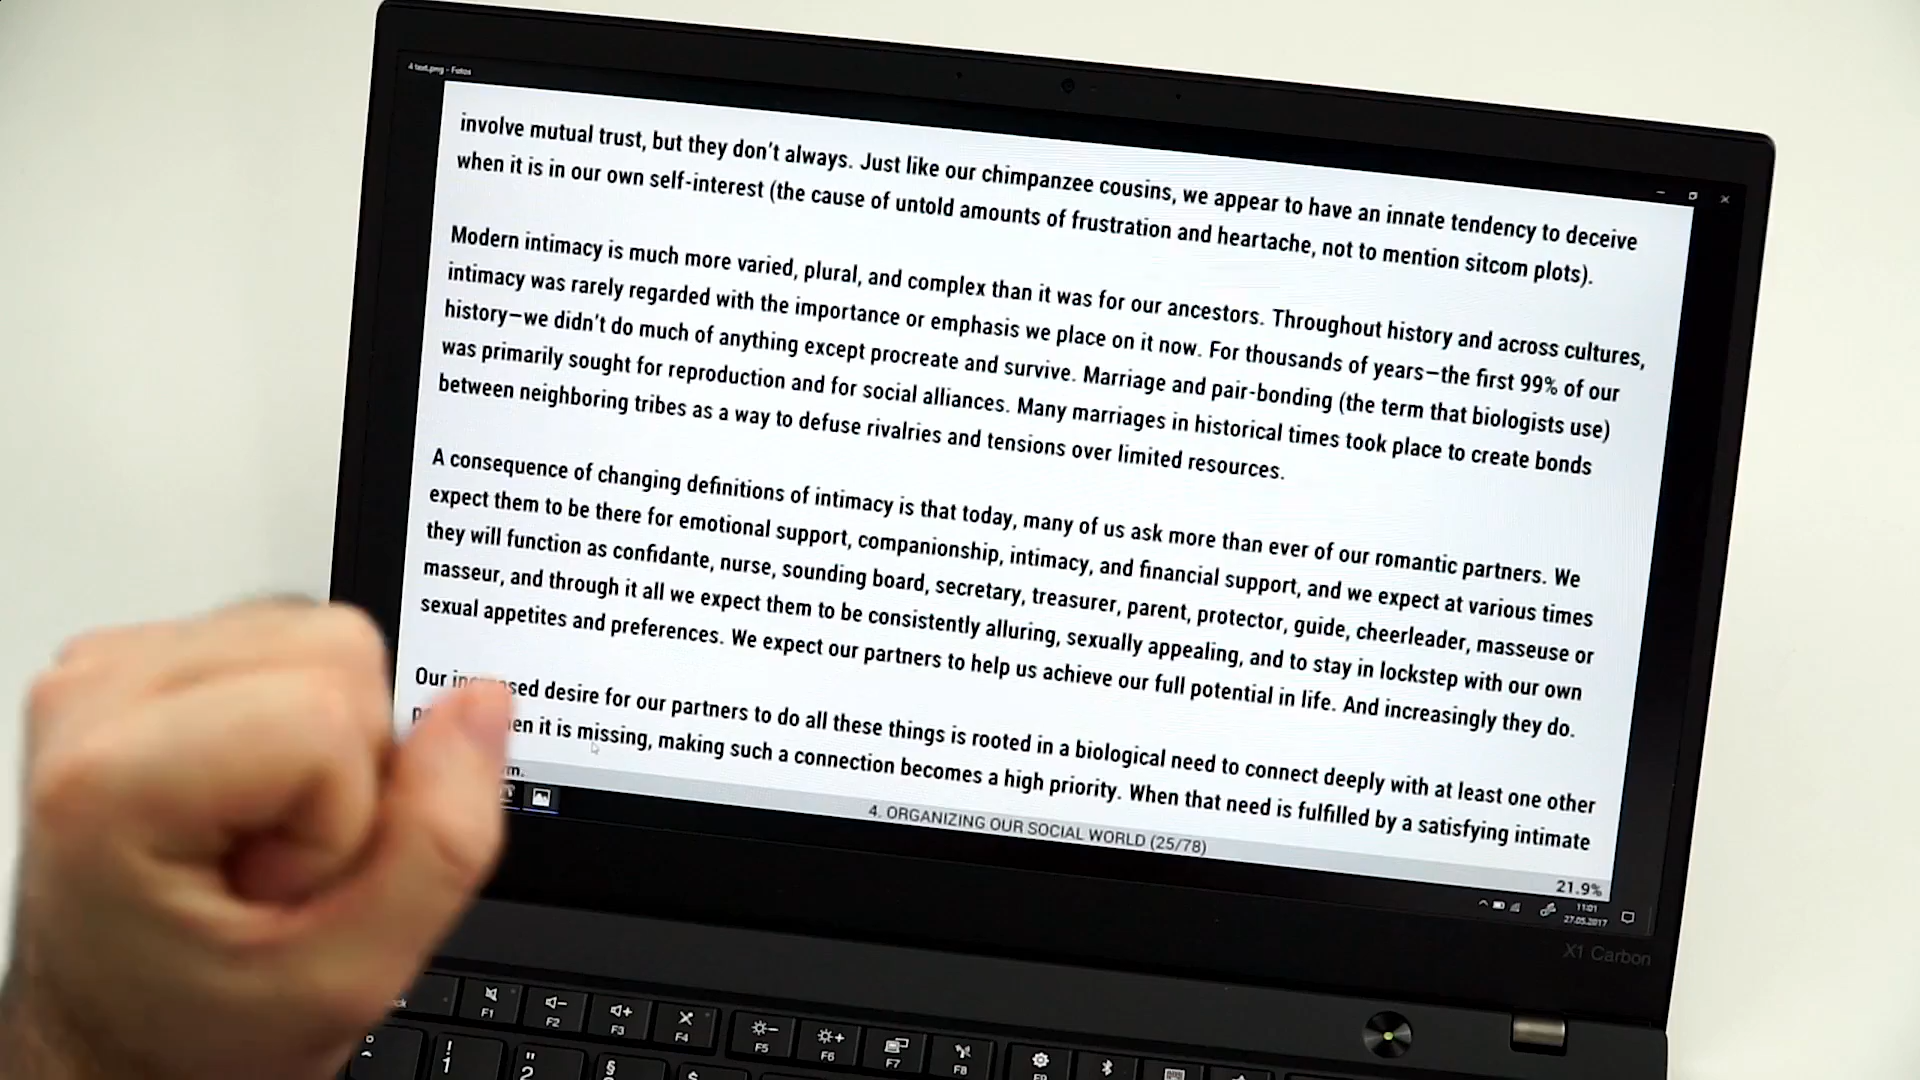 4 text.png - Fotos
involve mutual trust, but they don't always. Just like our chimpanzee cousins, we appear to have an innate tendency to deceive
when it is in our own self-interest (the cause of untold amounts of frustration and heartache, not to mention sitcom plots).
Modern intimacy is much more varied, plural, and complex than it was for our ancestors. Throughout history and across cultures,
intimacy was rarely regarded with the importance or emphasis we place on it now. For thousands of years—the first 99% of our
history—we didn't do much of anything except procreate and survive. Marriage and pair-bonding (the term that biologists use)
was primarily sought for reproduction and for social alliances. Many marriages in historical times took place to create bonds
between neighboring tribes as a way to defuse rivalries and tensions over limited resources.
A consequence of changing definitions of intimacy is that today, many of us ask more than ever of our romantic partners. We
expect them to be there for emotional support, companionship, intimacy, and financial support, and we expect at various times
they will function as confidante, nurse, sounding board, secretary, treasurer, parent, protector, guide, cheerleader, masseuse or
masseur, and through it all we expect them to be consistently alluring, sexually appealing, and to stay in lockstep with our own
sexual appetites and preferences. We expect our partners to help us achieve our full potential in life. And increasingly they do.
Our desire for our partners to do all these things is rooted in a biological need to connect deeply with at least one other
it is missing, making such a connection becomes a high priority. When that need is fulfilled by a satisfying intimate
4. ORGANIZING OUR SOCIAL WORLD (25/78)
21.9%
11:01
27.05.2017
X1 Carbon
F1 F2 F3 F4 F5 F6 F7 F8
! 1 " 2 §